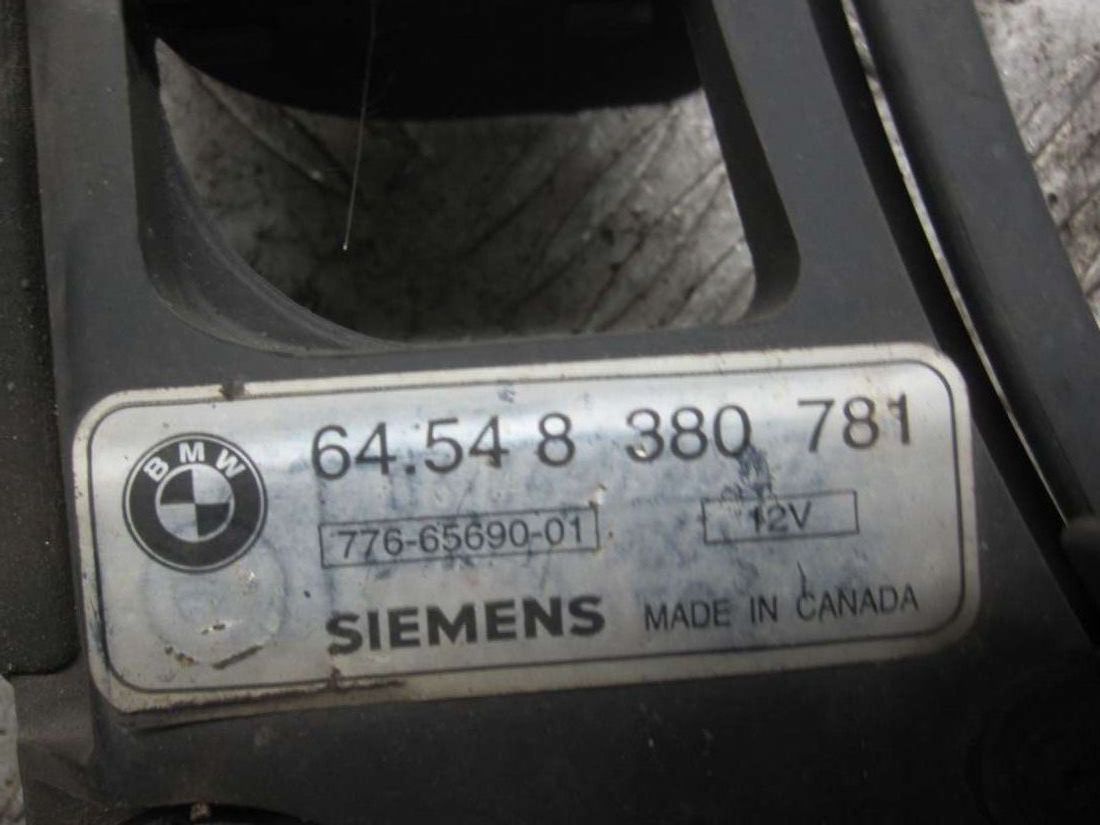 BMW
64.54 8 380 781
776-65690-01 12V
SIEMENS MADE IN CANADA